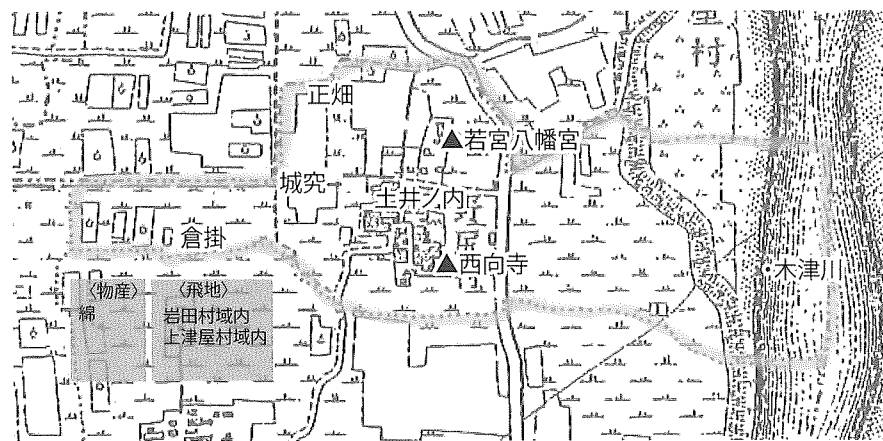 村
正畑
▲若宮八幡宮
城究
土井ノ内
倉掛
▲西向寺
木津川
〈物産〉
綿
〈飛地〉
岩田村域内
上津屋村域内